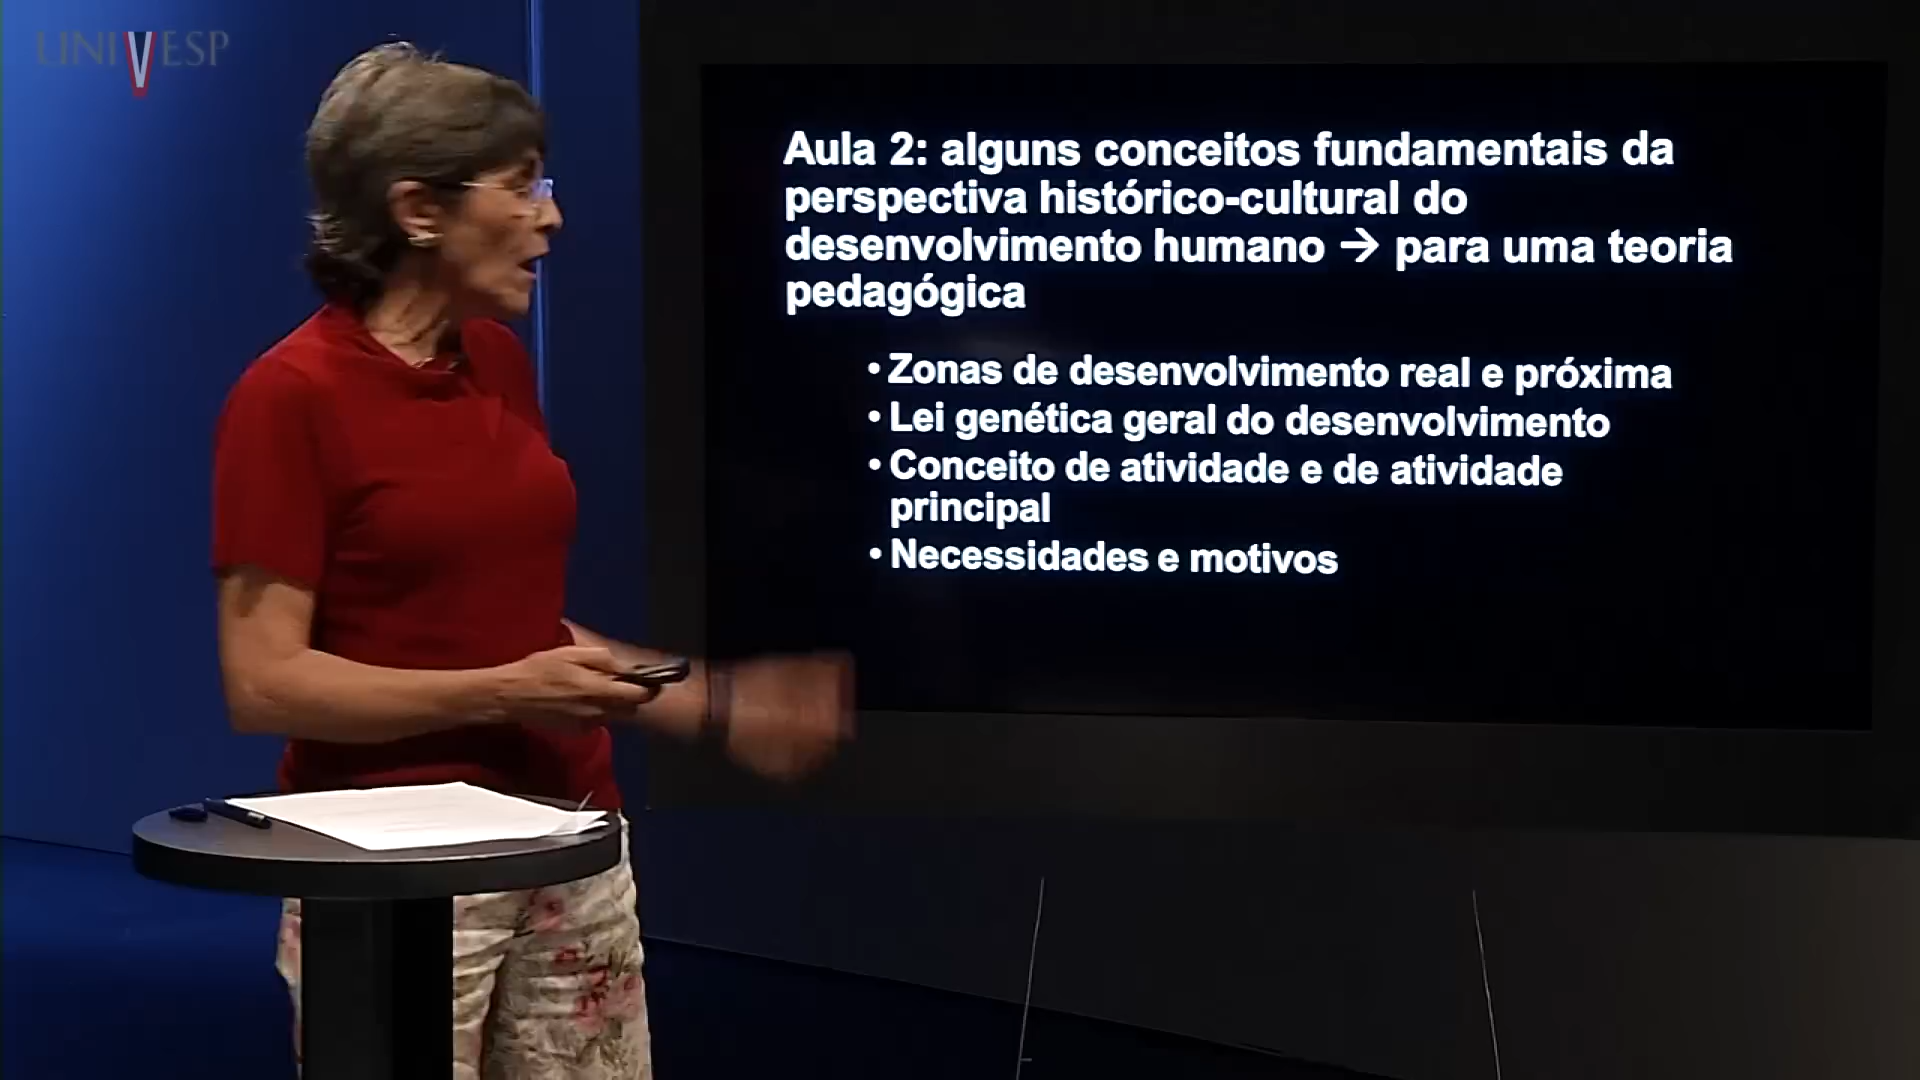 UNIVESP
Aula 2: alguns conceitos fundamentais da
perspectiva histórico-cultural do
desenvolvimento humano → para uma teoria
pedagógica
• Zonas de desenvolvimento real e próxima
• Lei genética geral do desenvolvimento
• Conceito de atividade e de atividade
principal
• Necessidades e motivos